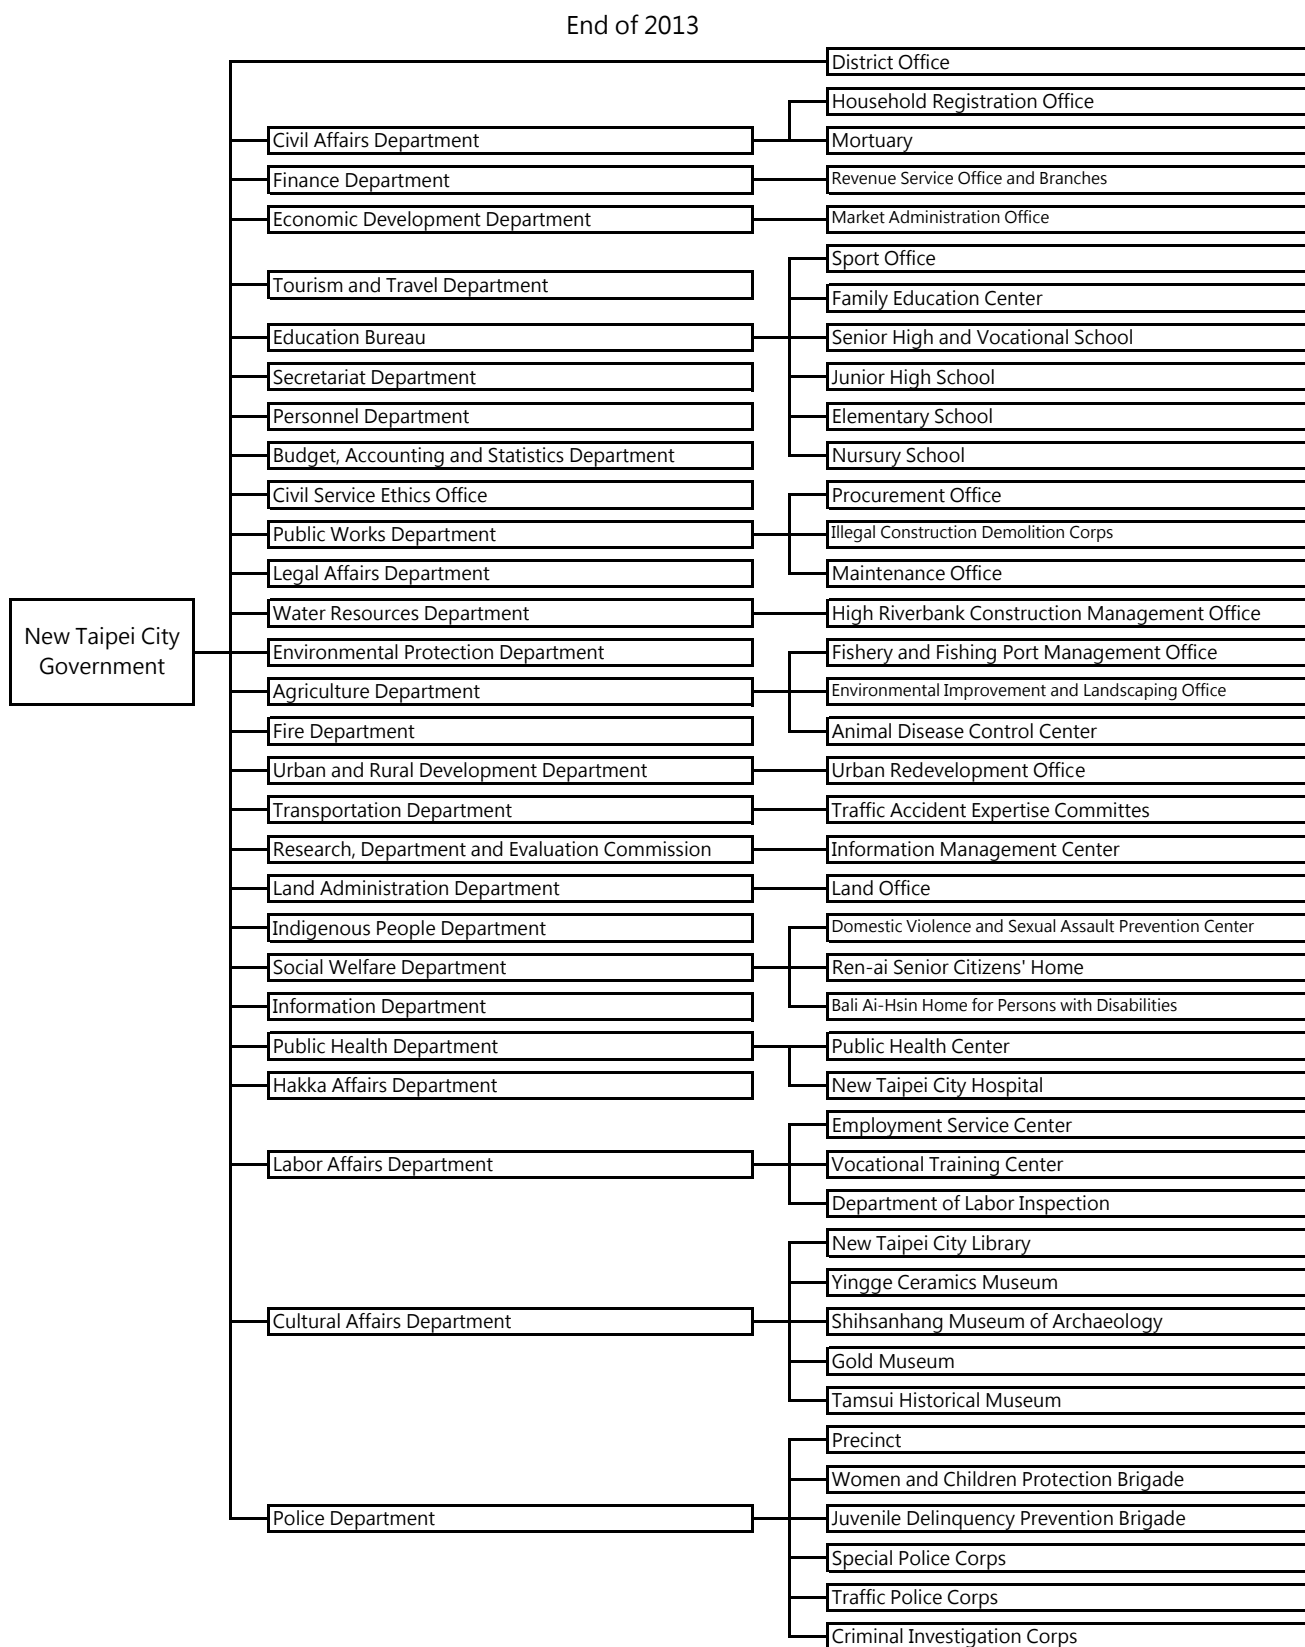 End of 2013
District Office
Household Registration Office
Civil Affairs Department
Mortuary
Finance Department
Revenue Service Office and Branches
Economic Development Department
Market Administration Office
Sport Office
Tourism and Travel Department
Family Education Center
Education Bureau
Senior High and Vocational School
Secretariat Department
Junior High School
Personnel Department
Elementary School
Budget, Accounting and Statistics Department
Nursury School
Civil Service Ethics Office
Procurement Office
Public Works Department
Illegal Construction Demolition Corps
Legal Affairs Department
Maintenance Office
New Taipei City
Government
Water Resources Department
High Riverbank Construction Management Office
Environmental Protection Department
Fishery and Fishing Port Management Office
Agriculture Department
Environmental Improvement and Landscaping Office
Fire Department
Animal Disease Control Center
Urban and Rural Development Department
Urban Redevelopment Office
Transportation Department
Traffic Accident Expertise Committes
Research, Department and Evaluation Commission
Information Management Center
Land Administration Department
Land Office
Indigenous People Department
Domestic Violence and Sexual Assault Prevention Center
Social Welfare Department
Ren-ai Senior Citizens' Home
Information Department
Bali Ai-Hsin Home for Persons with Disabilities
Public Health Department
Public Health Center
Hakka Affairs Department
New Taipei City Hospital
Employment Service Center
Labor Affairs Department
Vocational Training Center
Department of Labor Inspection
New Taipei City Library
Yingge Ceramics Museum
Cultural Affairs Department
Shihsanhang Museum of Archaeology
Gold Museum
Tamsui Historical Museum
Precinct
Women and Children Protection Brigade
Police Department
Juvenile Delinquency Prevention Brigade
Special Police Corps
Traffic Police Corps
Criminal Investigation Corps